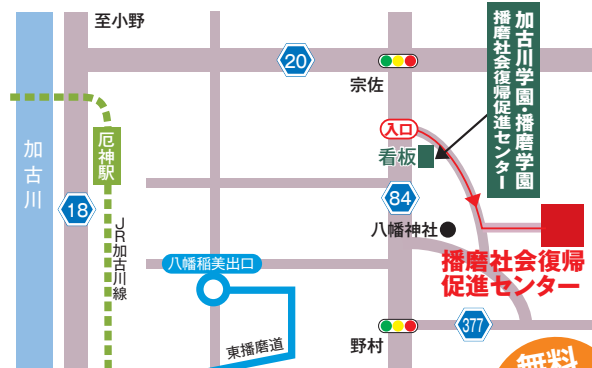 至小野
20
宗佐
加古川学園・播磨学園
播磨社会復帰促進センター
入口
看板
厄神駅
加古川
18
84
JR加古川線
八幡神社
播磨社会復帰
促進センター
八幡稲美出口
東播磨道
377
野村
無料